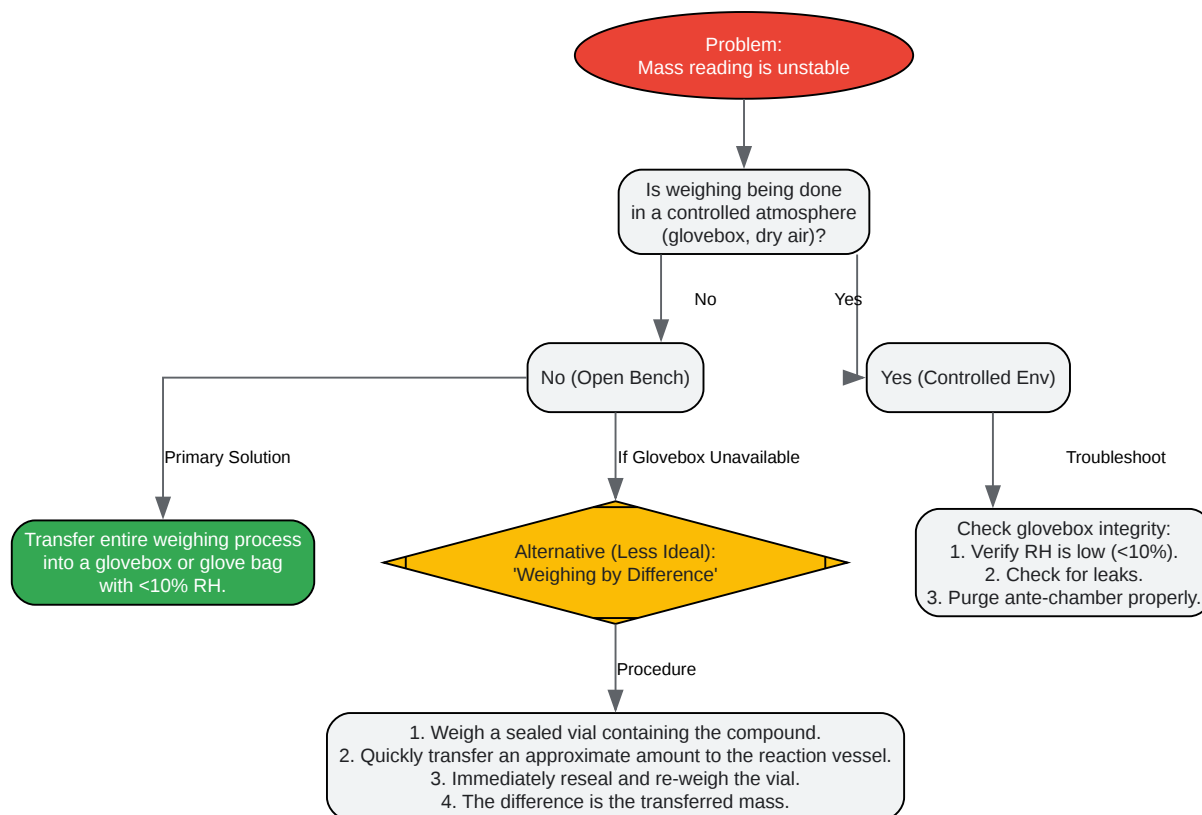 Problem:
Mass reading is unstable
Is weighing being done
in a controlled atmosphere
(glovebox, dry air)?
No
Yes
No (Open Bench)
Yes (Controlled Env)
Primary Solution
If Glovebox Unavailable
Troubleshoot
Transfer entire weighing process
into a glovebox or glove bag
with <10% RH.
Alternative (Less Ideal):
'Weighing by Difference'
Check glovebox integrity:
1. Verify RH is low (<10%).
2. Check for leaks.
3. Purge ante-chamber properly.
Procedure
1. Weigh a sealed vial containing the compound.
2. Quickly transfer an approximate amount to the reaction vessel.
3. Immediately reseal and re-weigh the vial.
4. The difference is the transferred mass.